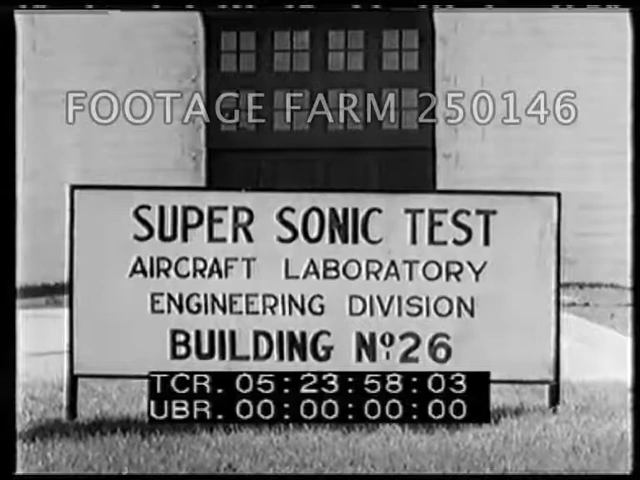 FOOTAGE FARM 250146
SUPER SONIC TEST
AIRCRAFT LABORATORY
ENGINEERING DIVISION
BUILDING Nº26
TCR. 05:23:58:03
UBR. 00:00:00:00